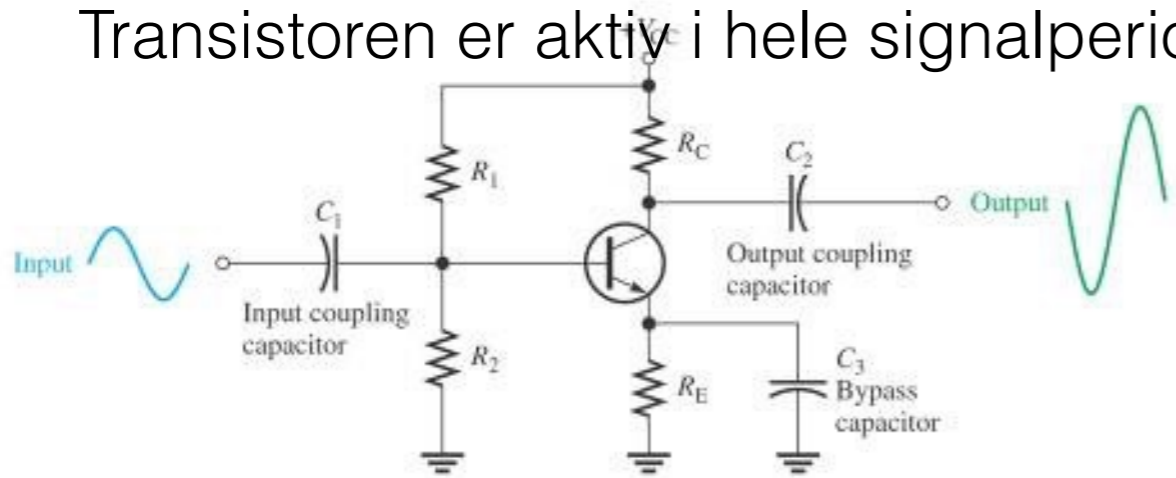 Transistoren er aktiv i hele signalperio
R1
RC
C2
C1
Input
Output
Output coupling
capacitor
Input coupling
capacitor
R2
RE
C3
Bypass
capacitor